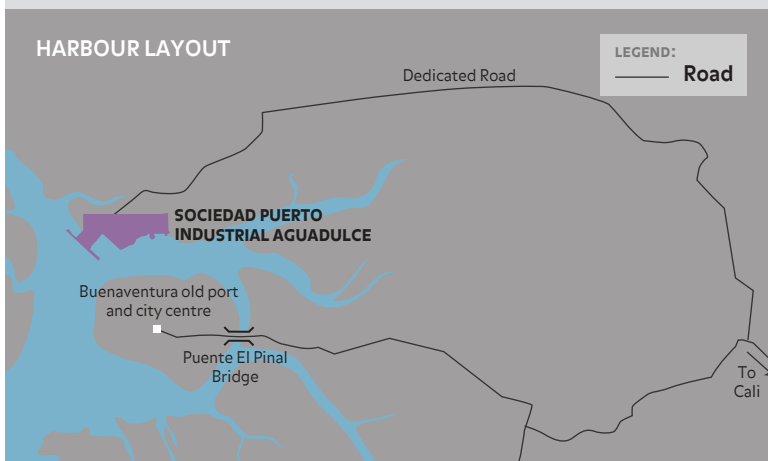 HARBOUR LAYOUT
LEGEND:
Road
Dedicated Road
SOCIEDAD PUERTO
INDUSTRIAL AGUADULCE
Buenaventura old port
and city centre
Puente El Pinal
Bridge
To
Cali